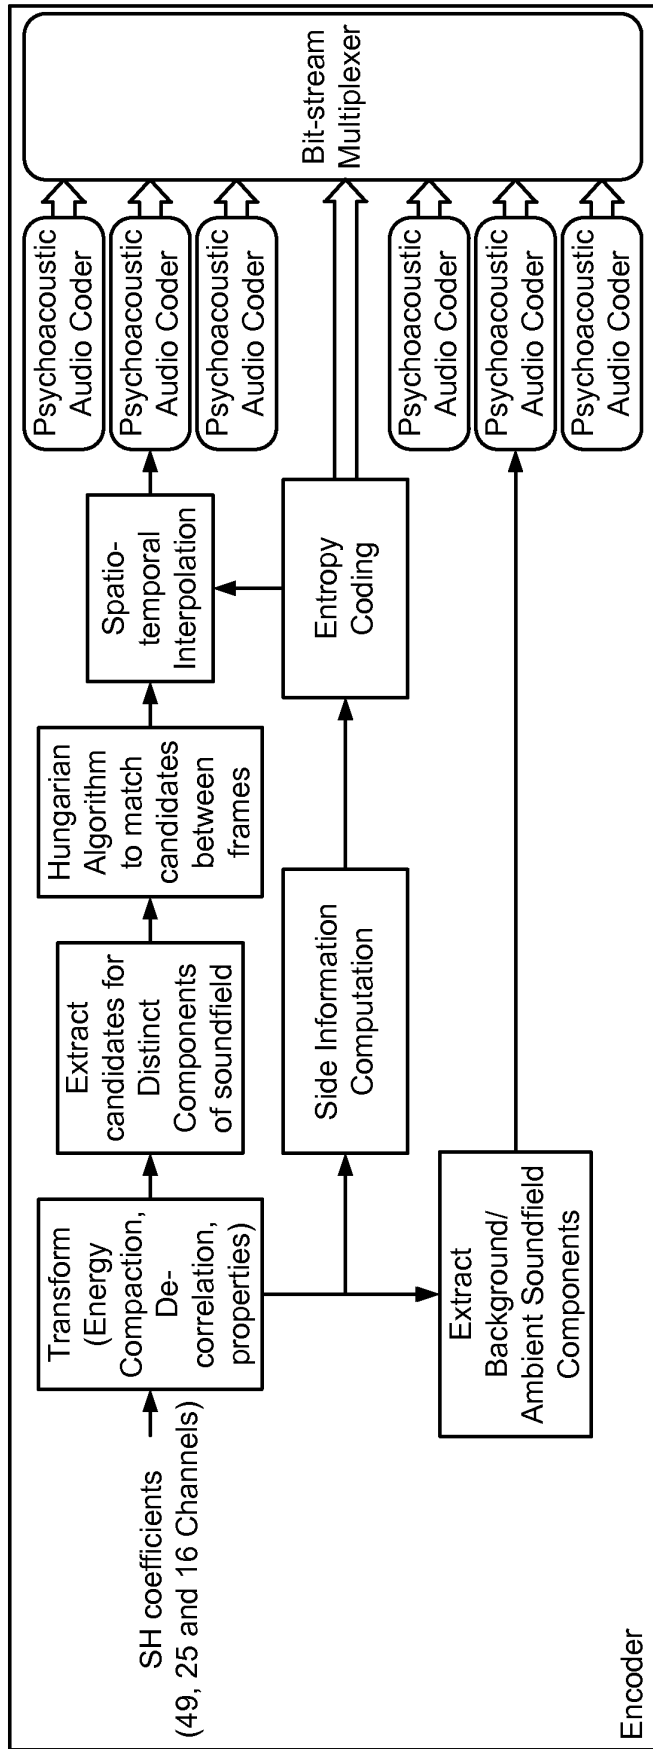 SH coefficients
(49, 25 and 16 Channels)
Transform
(Energy
Compaction,
De-
correlation,
properties)
Extract
candidates for
Distinct
Components
of soundfield
Hungarian
Algorithm
to match
candidates
between
frames
Spatio-
temporal
Interpolation
Psychoacoustic
Audio Coder
Psychoacoustic
Audio Coder
Psychoacoustic
Audio Coder
Side Information
Computation
Entropy
Coding
Bit-stream
Multiplexer
Extract
Background/
Ambient Soundfield
Components
Psychoacoustic
Audio Coder
Psychoacoustic
Audio Coder
Psychoacoustic
Audio Coder
Encoder